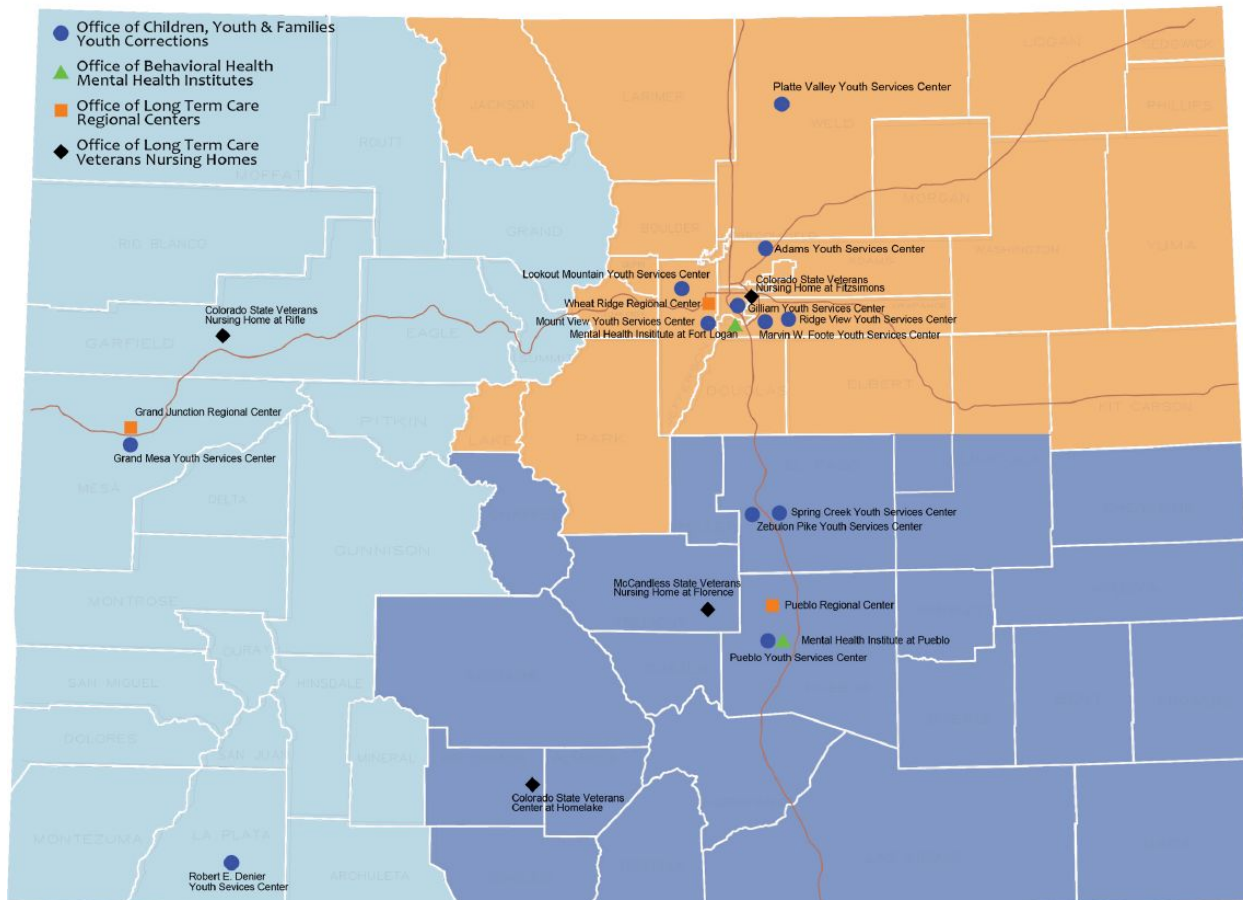 Office of Children, Youth & Families
Youth Corrections
Office of Behavioral Health
Mental Health Institutes
Office of Long Term Care
Regional Centers
Office of Long Term Care
Veterans Nursing Homes
LOGAN
SEDGWICK
JACKSON
LARIMER
Platte Valley Youth Services Center
PHILLIPS
WELD
ROUTT
MOFFAT
MORGAN
GRAND
BOULDER
RIO BLANCO
Adams Youth Services Center
WASHINGTON
YUMA
ADAMS
Lookout Mountain Youth Services Center
Colorado State Veterans
Nursing Home at Fitzsimons
Wheat Ridge Regional Center
Gilliam Youth Services Center
Colorado State Veterans
Nursing Home at Rifle
Mount View Youth Services Center
Ridge View Youth Services Center
Mental Health Insititute at Fort Logan
Marvin W. Foote Youth Services Center
GARFIELD
EAGLE
SUMMIT
DOUGLAS
ELBERT
KIT CARSON
Grand Junction Regional Center
PITKIN
LAKE
PARK
Grand Mesa Youth Services Center
MESA
DELTA
Spring Creek Youth Services Center
Zebulon Pike Youth Services Center
GUNNISON
McCandless State Veterans
Nursing Home at Florence
MONTROSE
Pueblo Regional Center
Mental Health Institute at Pueblo
Pueblo Youth Services Center
OURAY
SAN MIGUEL
HINSDALE
DOLORES
SAN JUAN
MINERAL
Colorado State Veterans
Center at Homelake
MONTEZUMA
LA PLATA
ARCHULETA
Robert E. Denier
Youth Sevices Center